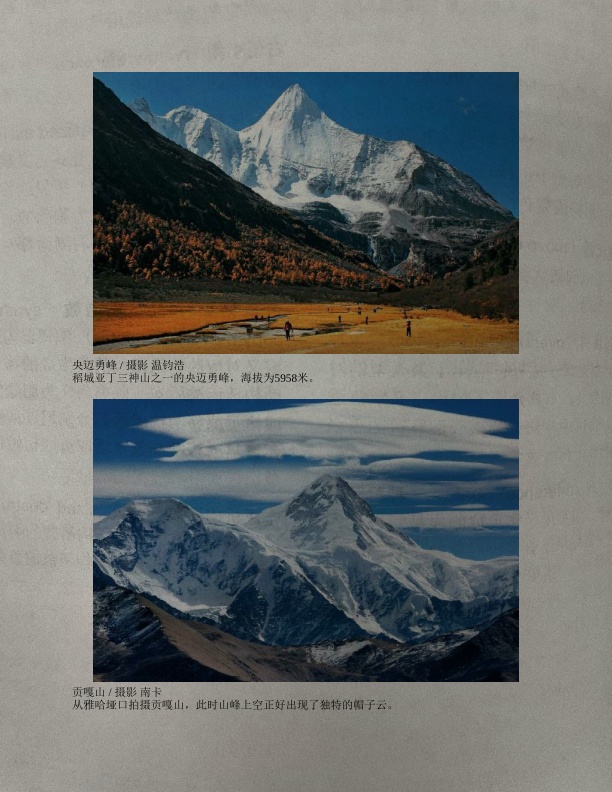 央迈勇峰 / 摄影 温钧浩
稻城亚丁三神山之一的央迈勇峰，海拔为5958米。
贡嘎山 / 摄影 南卡
从雅哈垭口拍摄贡嘎山，此时山峰上空正好出现了独特的帽子云。